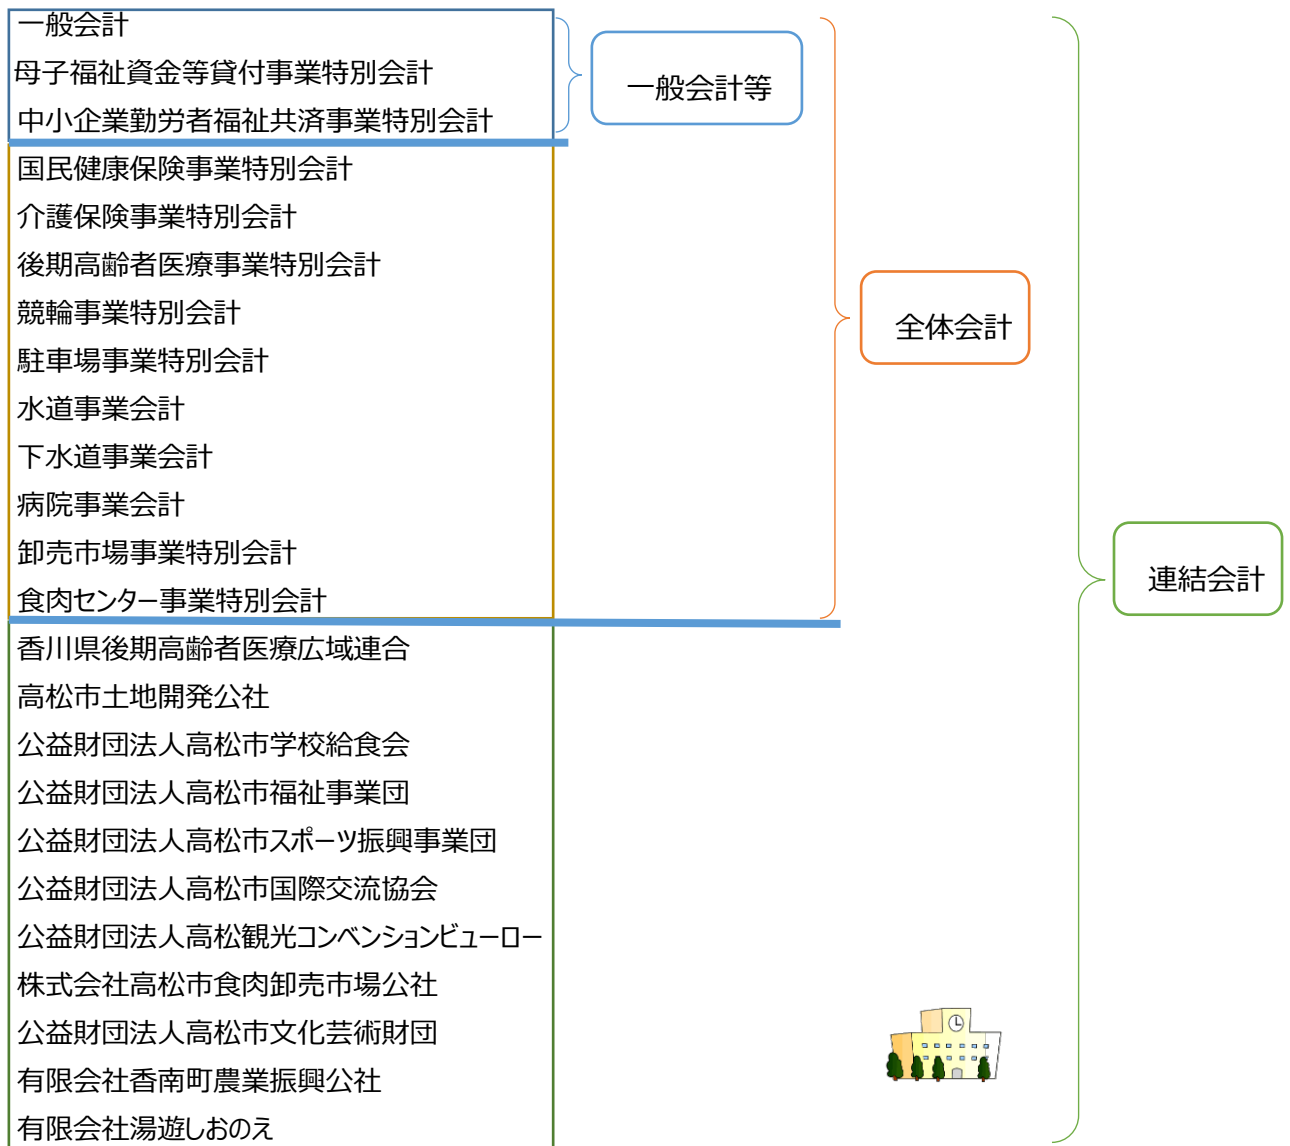 一般会計
母子福祉資金等貸付事業特別会計
中小企業勤労者福祉共済事業特別会計
一般会計等
国民健康保険事業特別会計
介護保険事業特別会計
後期高齢者医療事業特別会計
競輪事業特別会計
駐車場事業特別会計
水道事業会計
下水道事業会計
病院事業会計
卸売市場事業特別会計
食肉センター事業特別会計
全体会計
香川県後期高齢者医療広域連合
高松市土地開発公社
公益財団法人高松市学校給食会
公益財団法人高松市福祉事業団
公益財団法人高松市スポーツ振興事業団
公益財団法人高松市国際交流協会
公益財団法人高松観光コンベンションビューロー
株式会社高松市食肉卸売市場公社
公益財団法人高松市文化芸術財団
有限会社香南町農業振興公社
有限会社湯遊しおのえ
連結会計